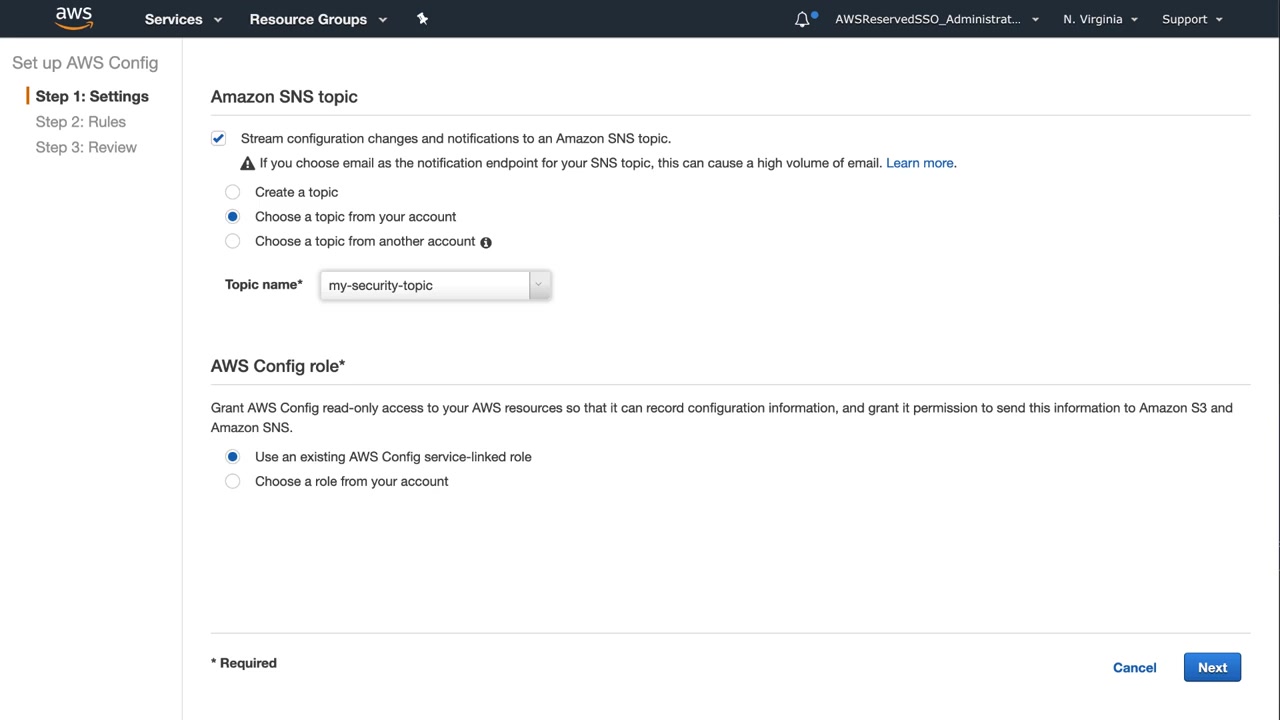 aws
Services
Resource Groups
AWSReservedSSO_Administrat...
N. Virginia
Support
Set up AWS Config
Step 1: Settings
Step 2: Rules
Step 3: Review
Amazon SNS topic
Stream configuration changes and notifications to an Amazon SNS topic.
If you choose email as the notification endpoint for your SNS topic, this can cause a high volume of email. Learn more.
Create a topic
Choose a topic from your account
Choose a topic from another account
Topic name*
my-security-topic
AWS Config role*
Grant AWS Config read-only access to your AWS resources so that it can record configuration information, and grant it permission to send this information to Amazon S3 and
Amazon SNS.
Use an existing AWS Config service-linked role
Choose a role from your account
* Required
Cancel
Next